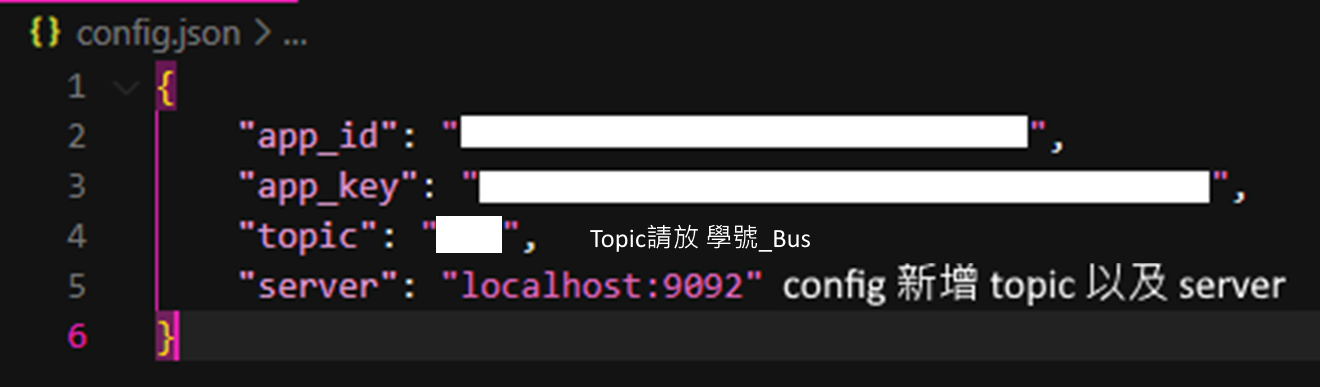 {} config.json > ...
1 {
2 "app_id": "",
3 "app_key": "",
4 "topic": "", Topic請放 學號_Bus
5 "server": "localhost:9092" config 新增 topic 以及 server
6 }